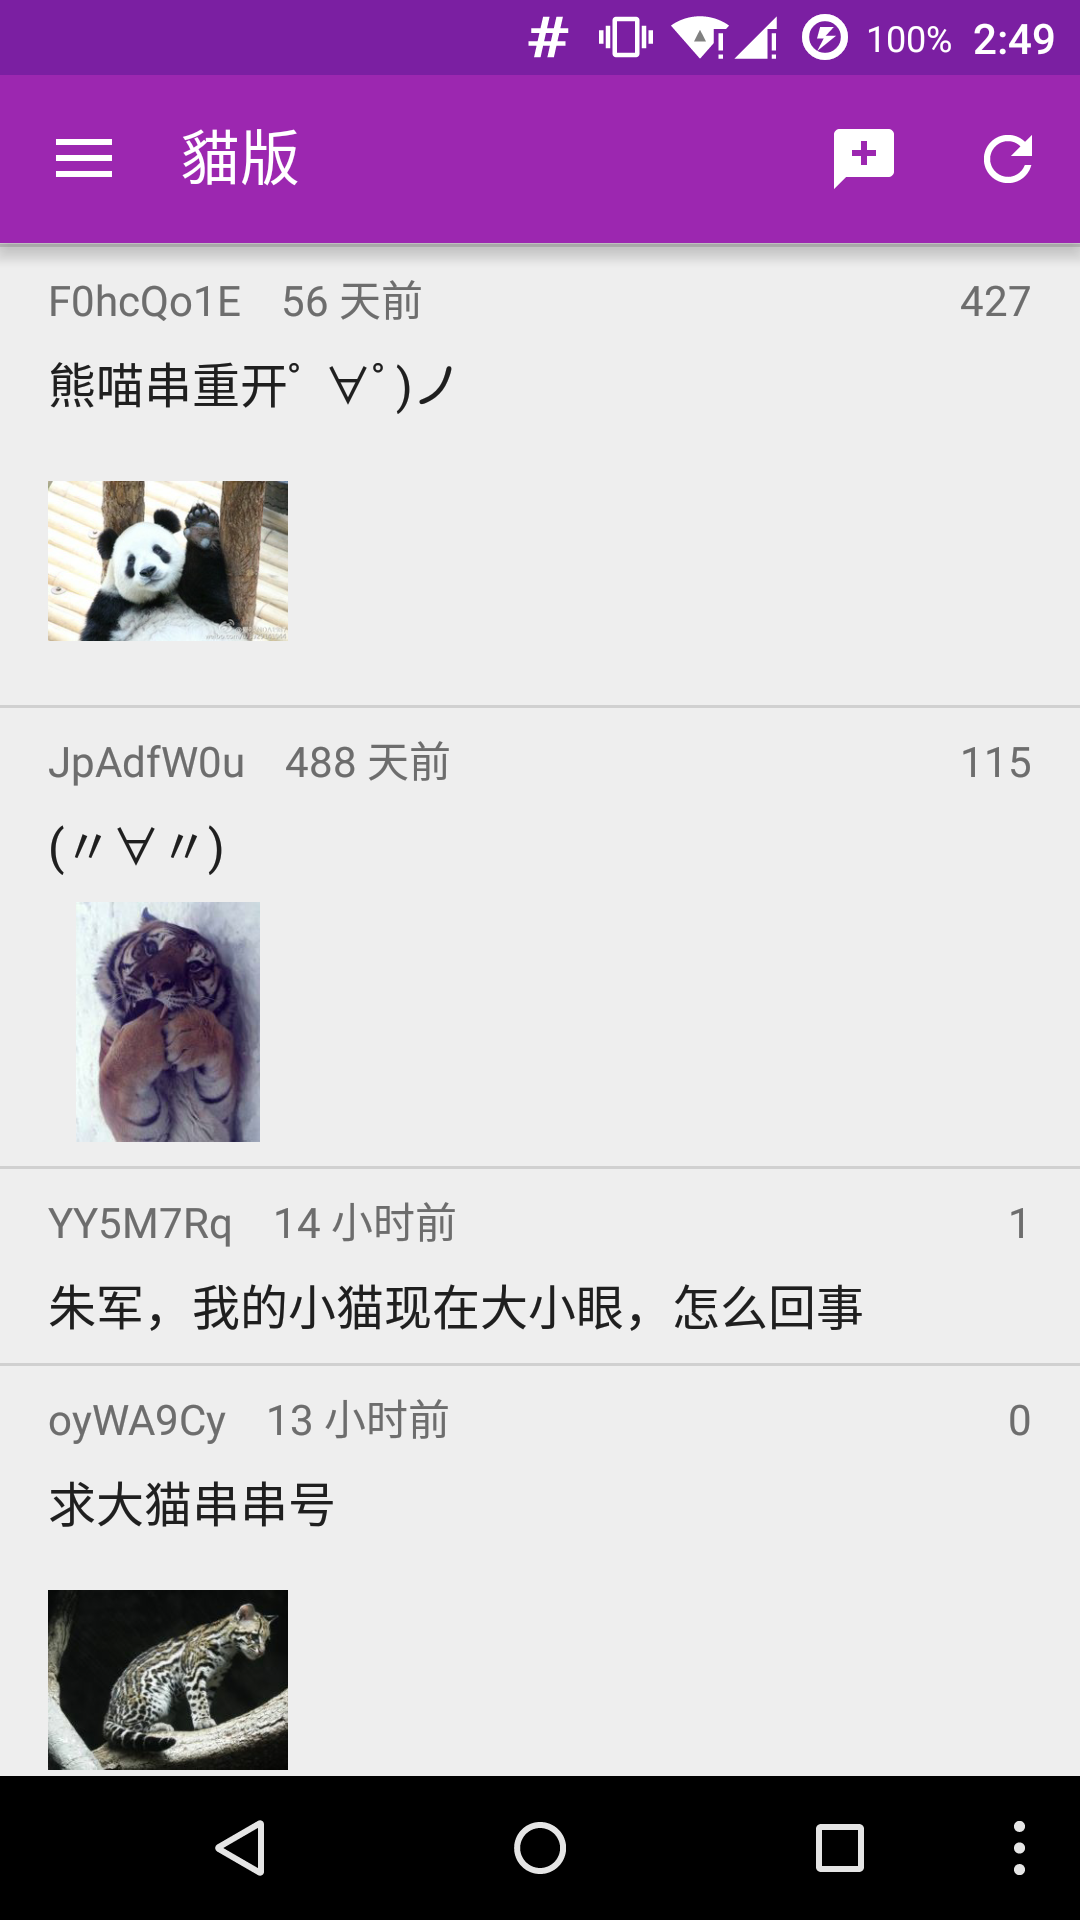 # 100% 2:49
貓版
F0hcQo1E 56 天前 427
熊喵串重开ﾟ ∀ﾟ)ノ
JpAdfW0u 488 天前 115
(〃∀〃)
YY5M7Rq 14 小时前 1
朱军，我的小猫现在大小眼，怎么回事
oyWA9Cy 13 小时前 0
求大猫串串号